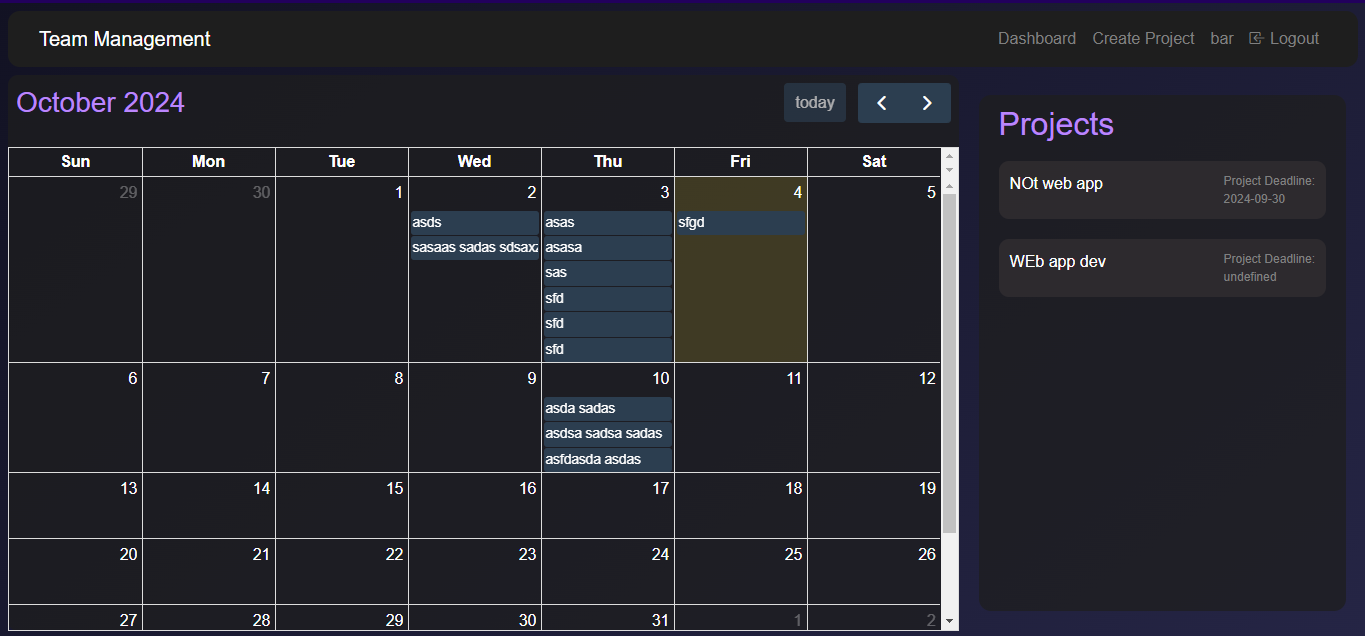 Team Management
Dashboard Create Project bar Logout
October 2024
today
Sun Mon Tue Wed Thu Fri Sat
29 30 1 2 3 4 5
asds
sasaas sadas sdsaxz
asas
asasa
sas
sfd
sfd
sfd
sfgd
6 7 8 9 10 11 12
asda sadas
asdsa sadsa sadas
asfdasda asdas
13 14 15 16 17 18 19
20 21 22 23 24 25 26
27 28 29 30 31 1 2
Projects
NOt web app
Project Deadline:
2024-09-30
WEb app dev
Project Deadline:
undefined